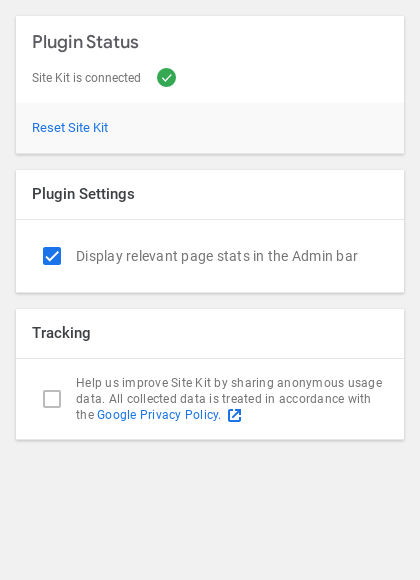 Plugin Status
Site Kit is connected
Reset Site Kit
Plugin Settings
Display relevant page stats in the Admin bar
Tracking
Help us improve Site Kit by sharing anonymous usage
data. All collected data is treated in accordance with
the Google Privacy Policy.